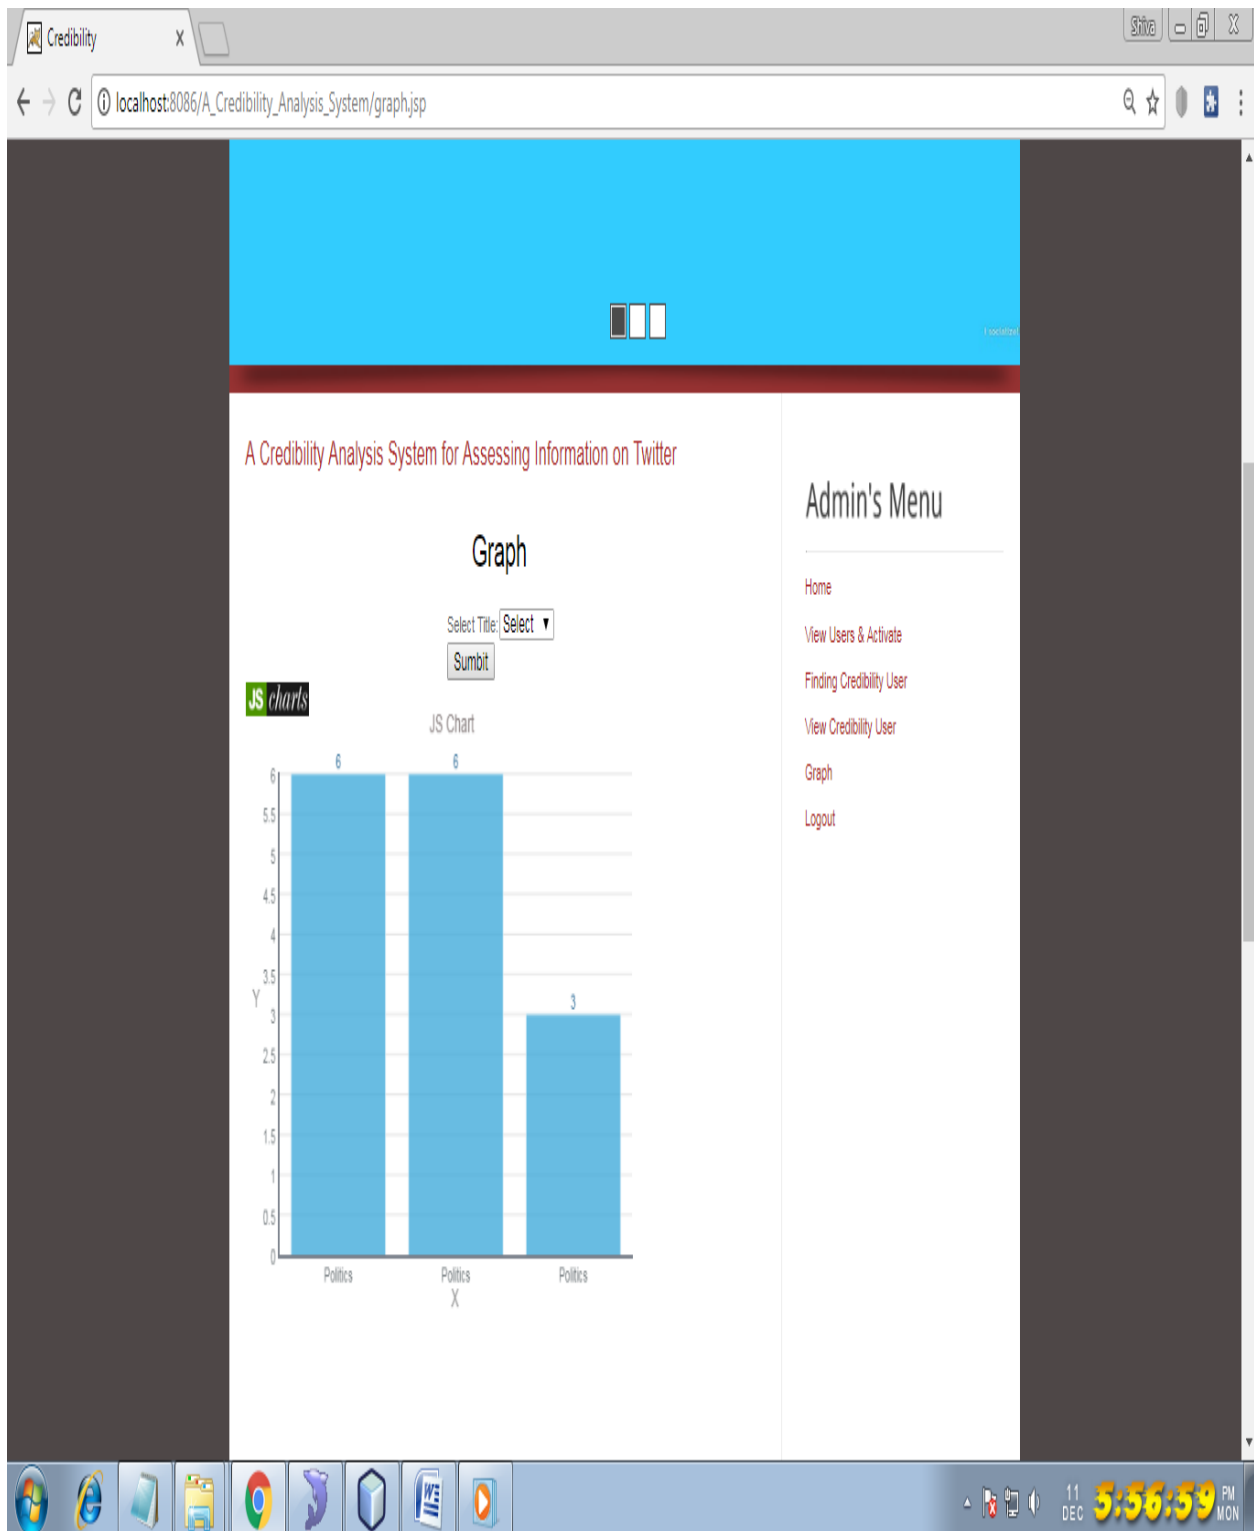 Credibility X
Shiva
localhost:8086/A_Credibility_Analysis_System/graph.jsp
I socialize!
A Credibility Analysis System for Assessing Information on Twitter
Graph
Select Title: Select
Sumbit
JS charts
JS Chart
6
6
3
6
5.5
5
4.5
4
3.5
3
2.5
2
1.5
1
0.5
0
Y
Politics
Politics
Politics
X
Admin's Menu
Home
View Users & Activate
Finding Credibility User
View Credibility User
Graph
Logout
11
DEC
5:56:59
PM
MON